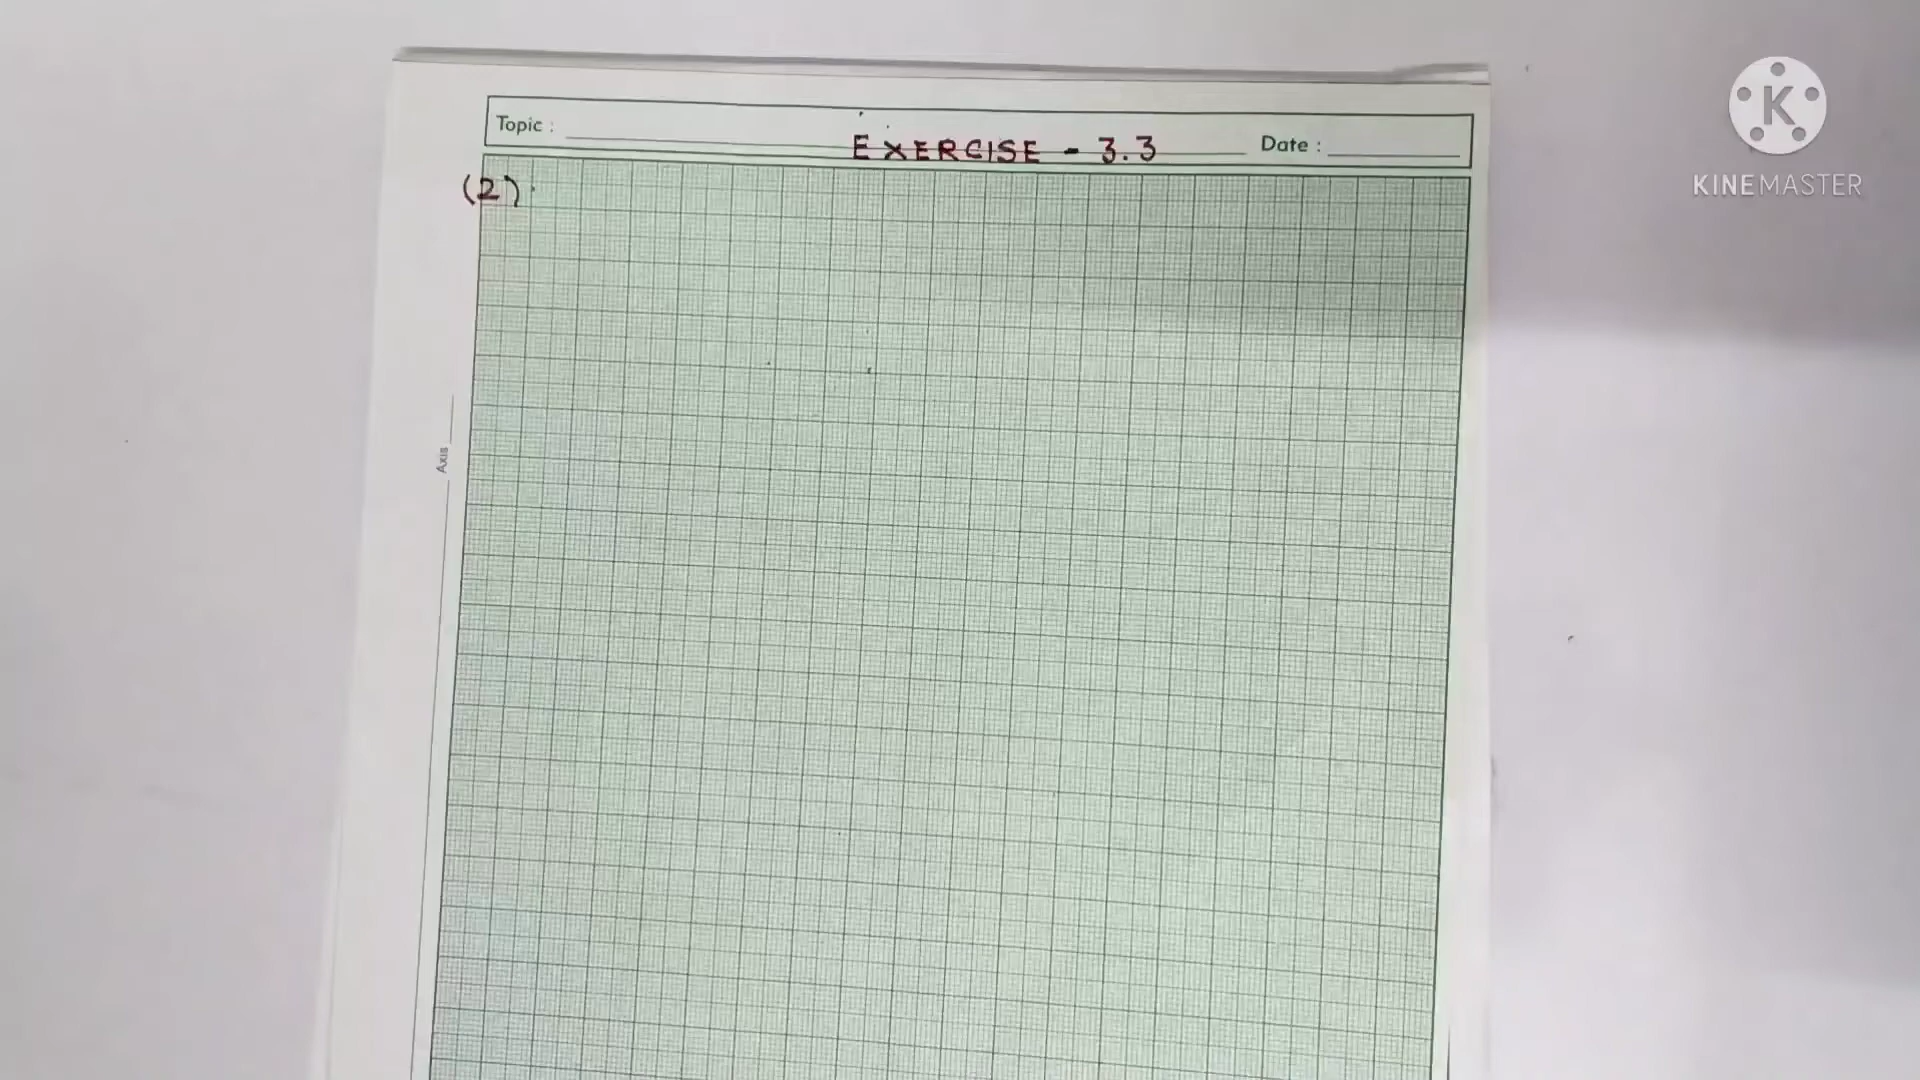 Topic :
EXERCISE - 3.3
Date :
(2)
Axis
KINEMASTER